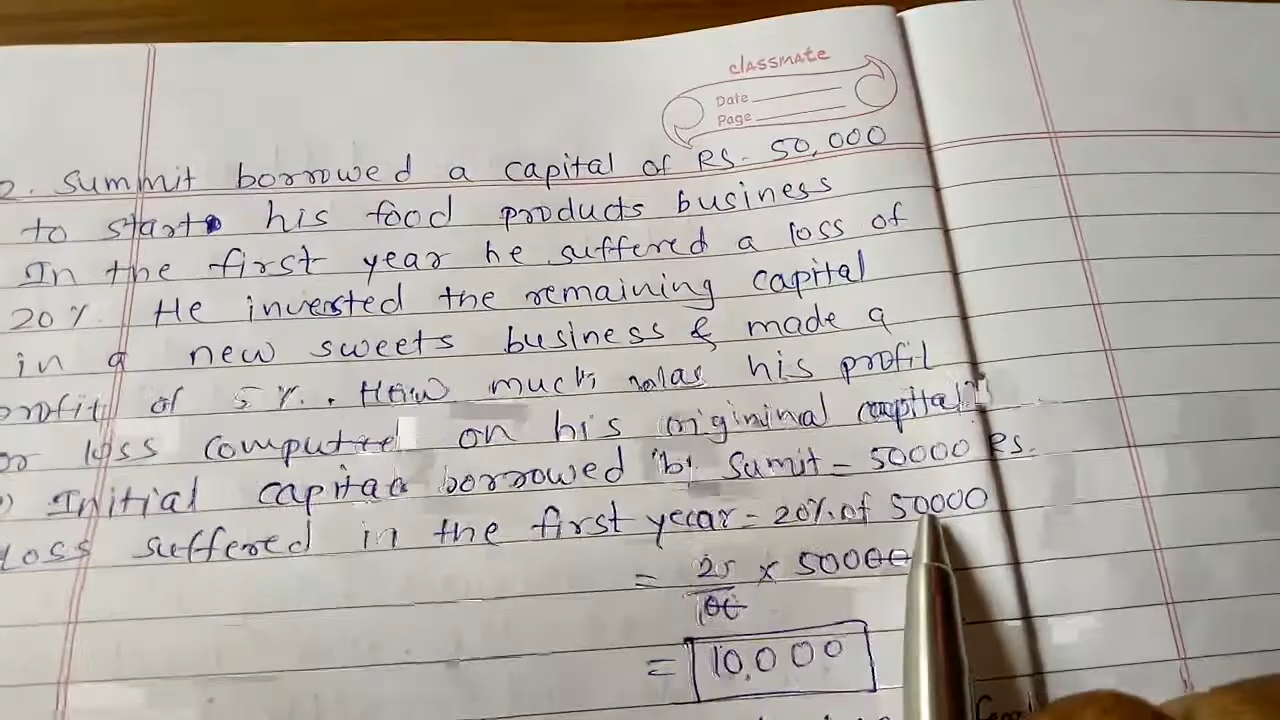 classmate
Date
Page
2. Summit borrowed a capital of Rs. 50,000
to start his food products business
In the first year he suffered a loss of
20%. He invested the remaining capital
in a new sweets business & made a
profit of 5%. How much was his profit
or loss computed on his origininal capital?
Initial capital borrowed by Sumit = 50000 Rs.
loss suffered in the first year = 20% of 50000
= 20/100 × 50000
= 10,000